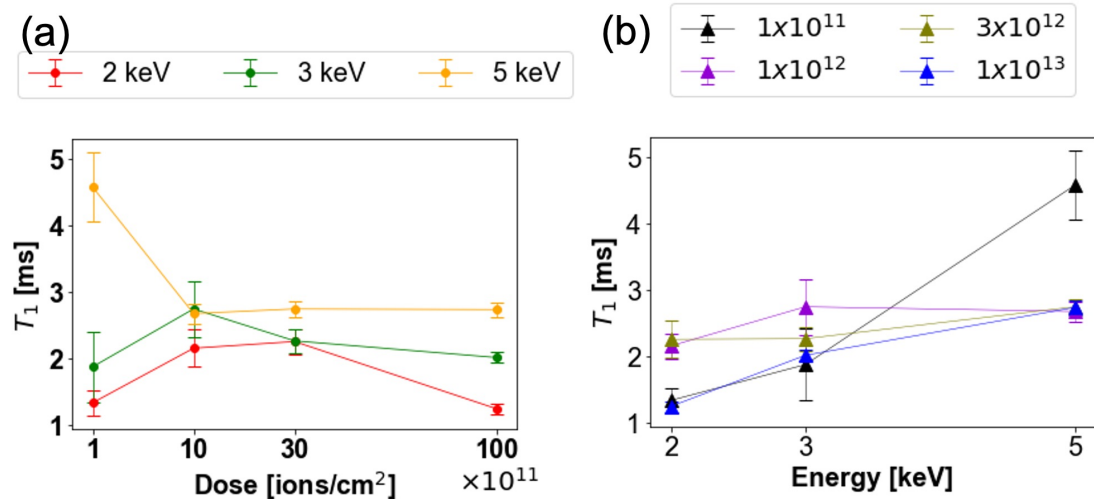 (a)
2 keV 3 keV 5 keV
T₁ [ms]
5
4
3
2
1
1 10 30 100
Dose [ions/cm²] ×10¹¹
(b)
1x10¹¹ 3x10¹²
1x10¹² 1x10¹³
T₁ [ms]
5
4
3
2
1
2 3 5
Energy [keV]